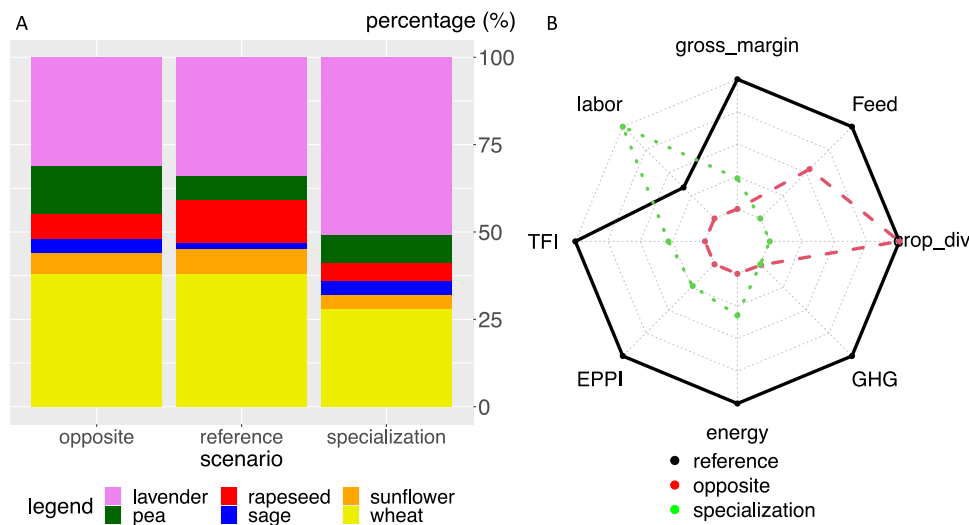 A
percentage (%)
100
75
50
25
0
opposite
reference
specialization
scenario
legend
lavender
rapeseed
sunflower
pea
sage
wheat
B
gross_margin
labor
Feed
TFI
rop_div
EPPI
GHG
energy
reference
opposite
specialization